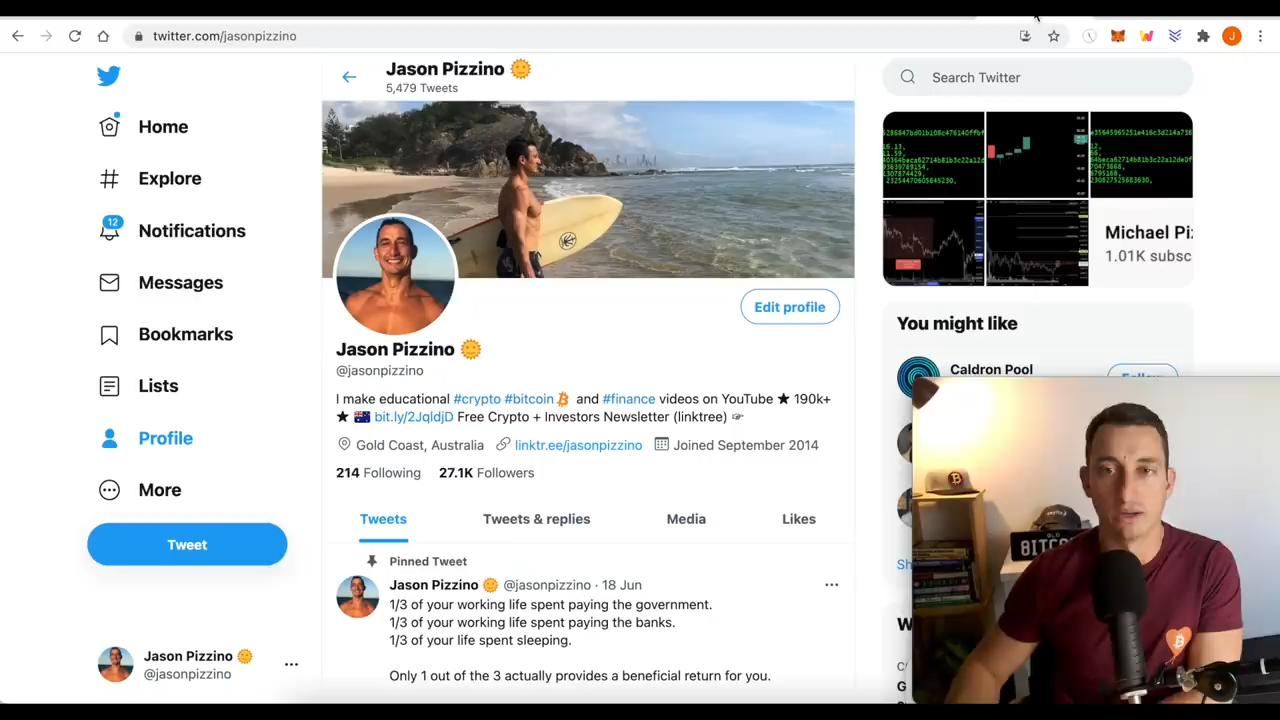 twitter.com/jasonpizzino
J
Jason Pizzino
5,479 Tweets
Search Twitter
Home
Explore
12
Notifications
Messages
Bookmarks
Lists
Profile
More
Tweet
Jason Pizzino
@jasonpizzino
Edit profile
Jason Pizzino
@jasonpizzino
I make educational #crypto #bitcoin and #finance videos on YouTube ★ 190k+
★ bit.ly/2JqldjD Free Crypto + Investors Newsletter (linktree) ☞
Gold Coast, Australia linktr.ee/jasonpizzino Joined September 2014
214 Following 27.1K Followers
Tweets Tweets & replies Media Likes
Pinned Tweet
Jason Pizzino @jasonpizzino · 18 Jun
1/3 of your working life spent paying the government.
1/3 of your working life spent paying the banks.
1/3 of your life spent sleeping.
Only 1 out of the 3 actually provides a beneficial return for you.
Michael Pi
1.01K subsc
You might like
Caldron Pool
Follow
Sh
W
G
BITCO